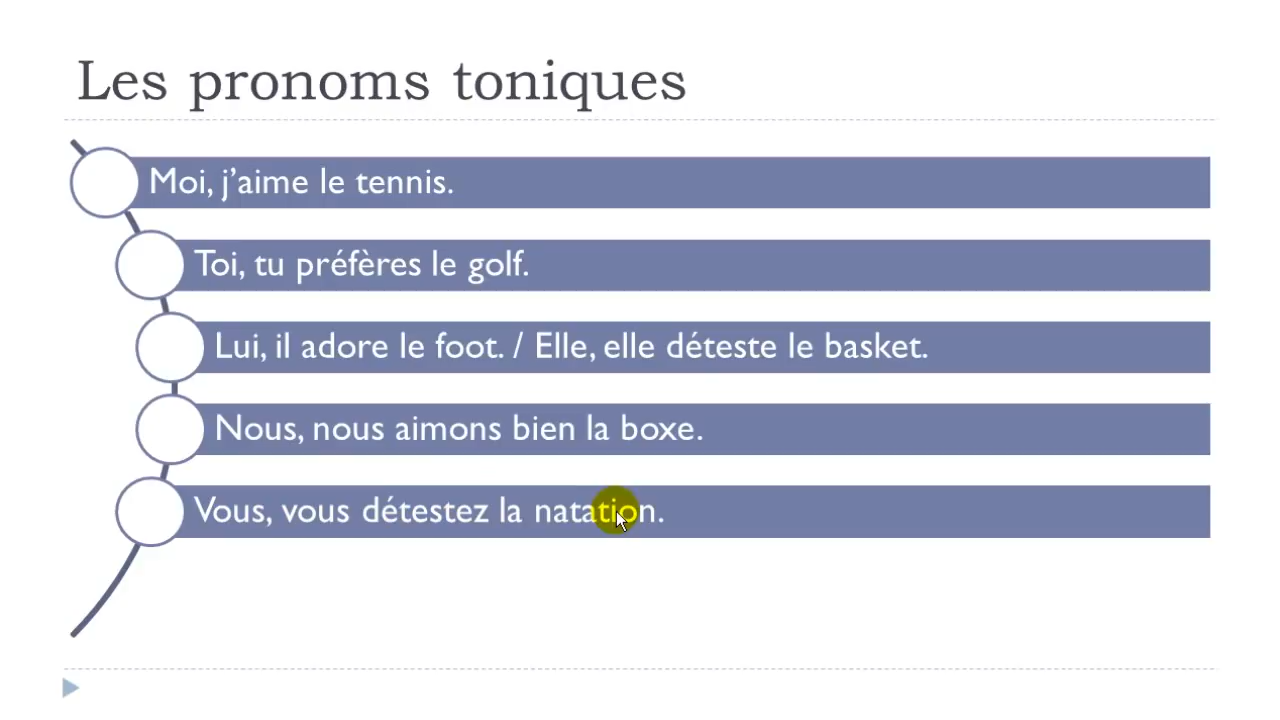 Les pronoms toniques
Moi, j’aime le tennis.
Toi, tu préfères le golf.
Lui, il adore le foot. / Elle, elle déteste le basket.
Nous, nous aimons bien la boxe.
Vous, vous détestez la natation.